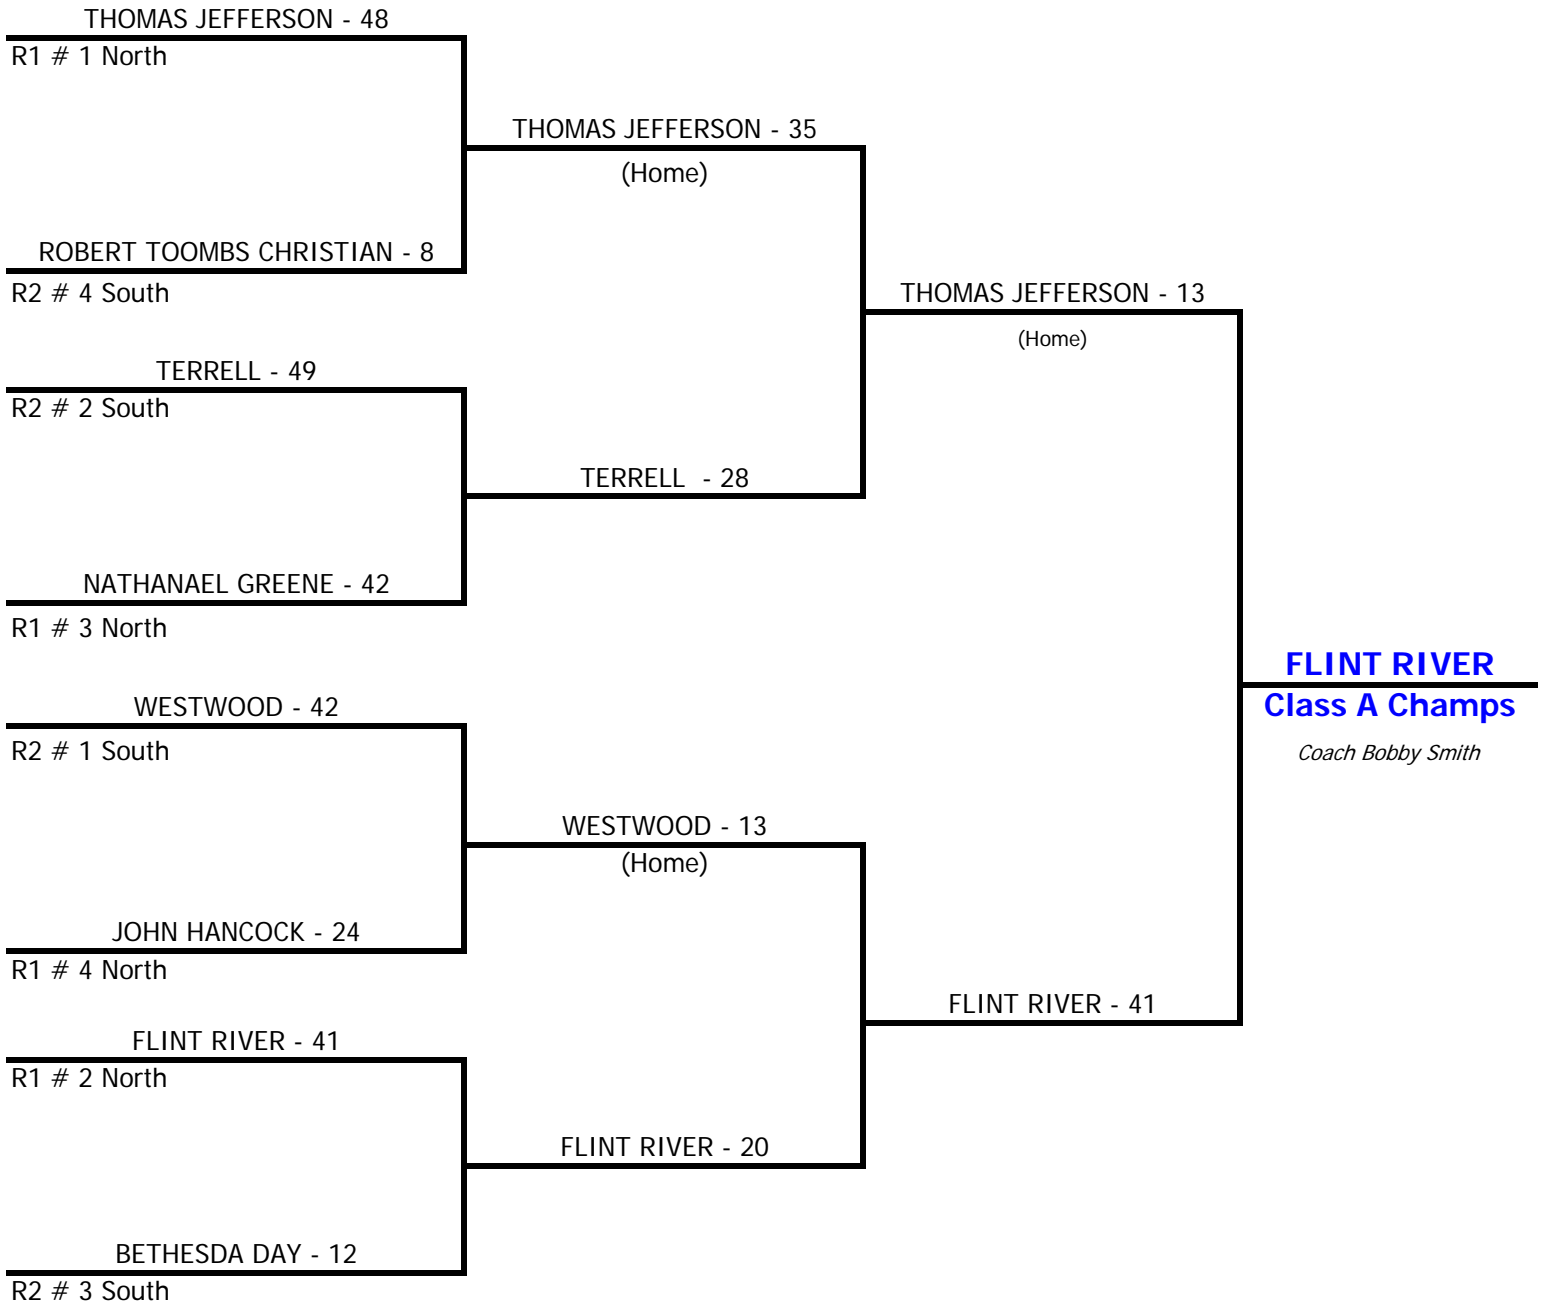 THOMAS JEFFERSON - 48
R1 # 1 North
THOMAS JEFFERSON - 35
(Home)
ROBERT TOOMBS CHRISTIAN - 8
R2 # 4 South
THOMAS JEFFERSON - 13
(Home)
TERRELL - 49
R2 # 2 South
TERRELL - 28
NATHANAEL GREENE - 42
R1 # 3 North
FLINT RIVER
Class A Champs
Coach Bobby Smith
WESTWOOD - 42
R2 # 1 South
WESTWOOD - 13
(Home)
JOHN HANCOCK - 24
R1 # 4 North
FLINT RIVER - 41
FLINT RIVER - 41
R1 # 2 North
FLINT RIVER - 20
BETHESDA DAY - 12
R2 # 3 South